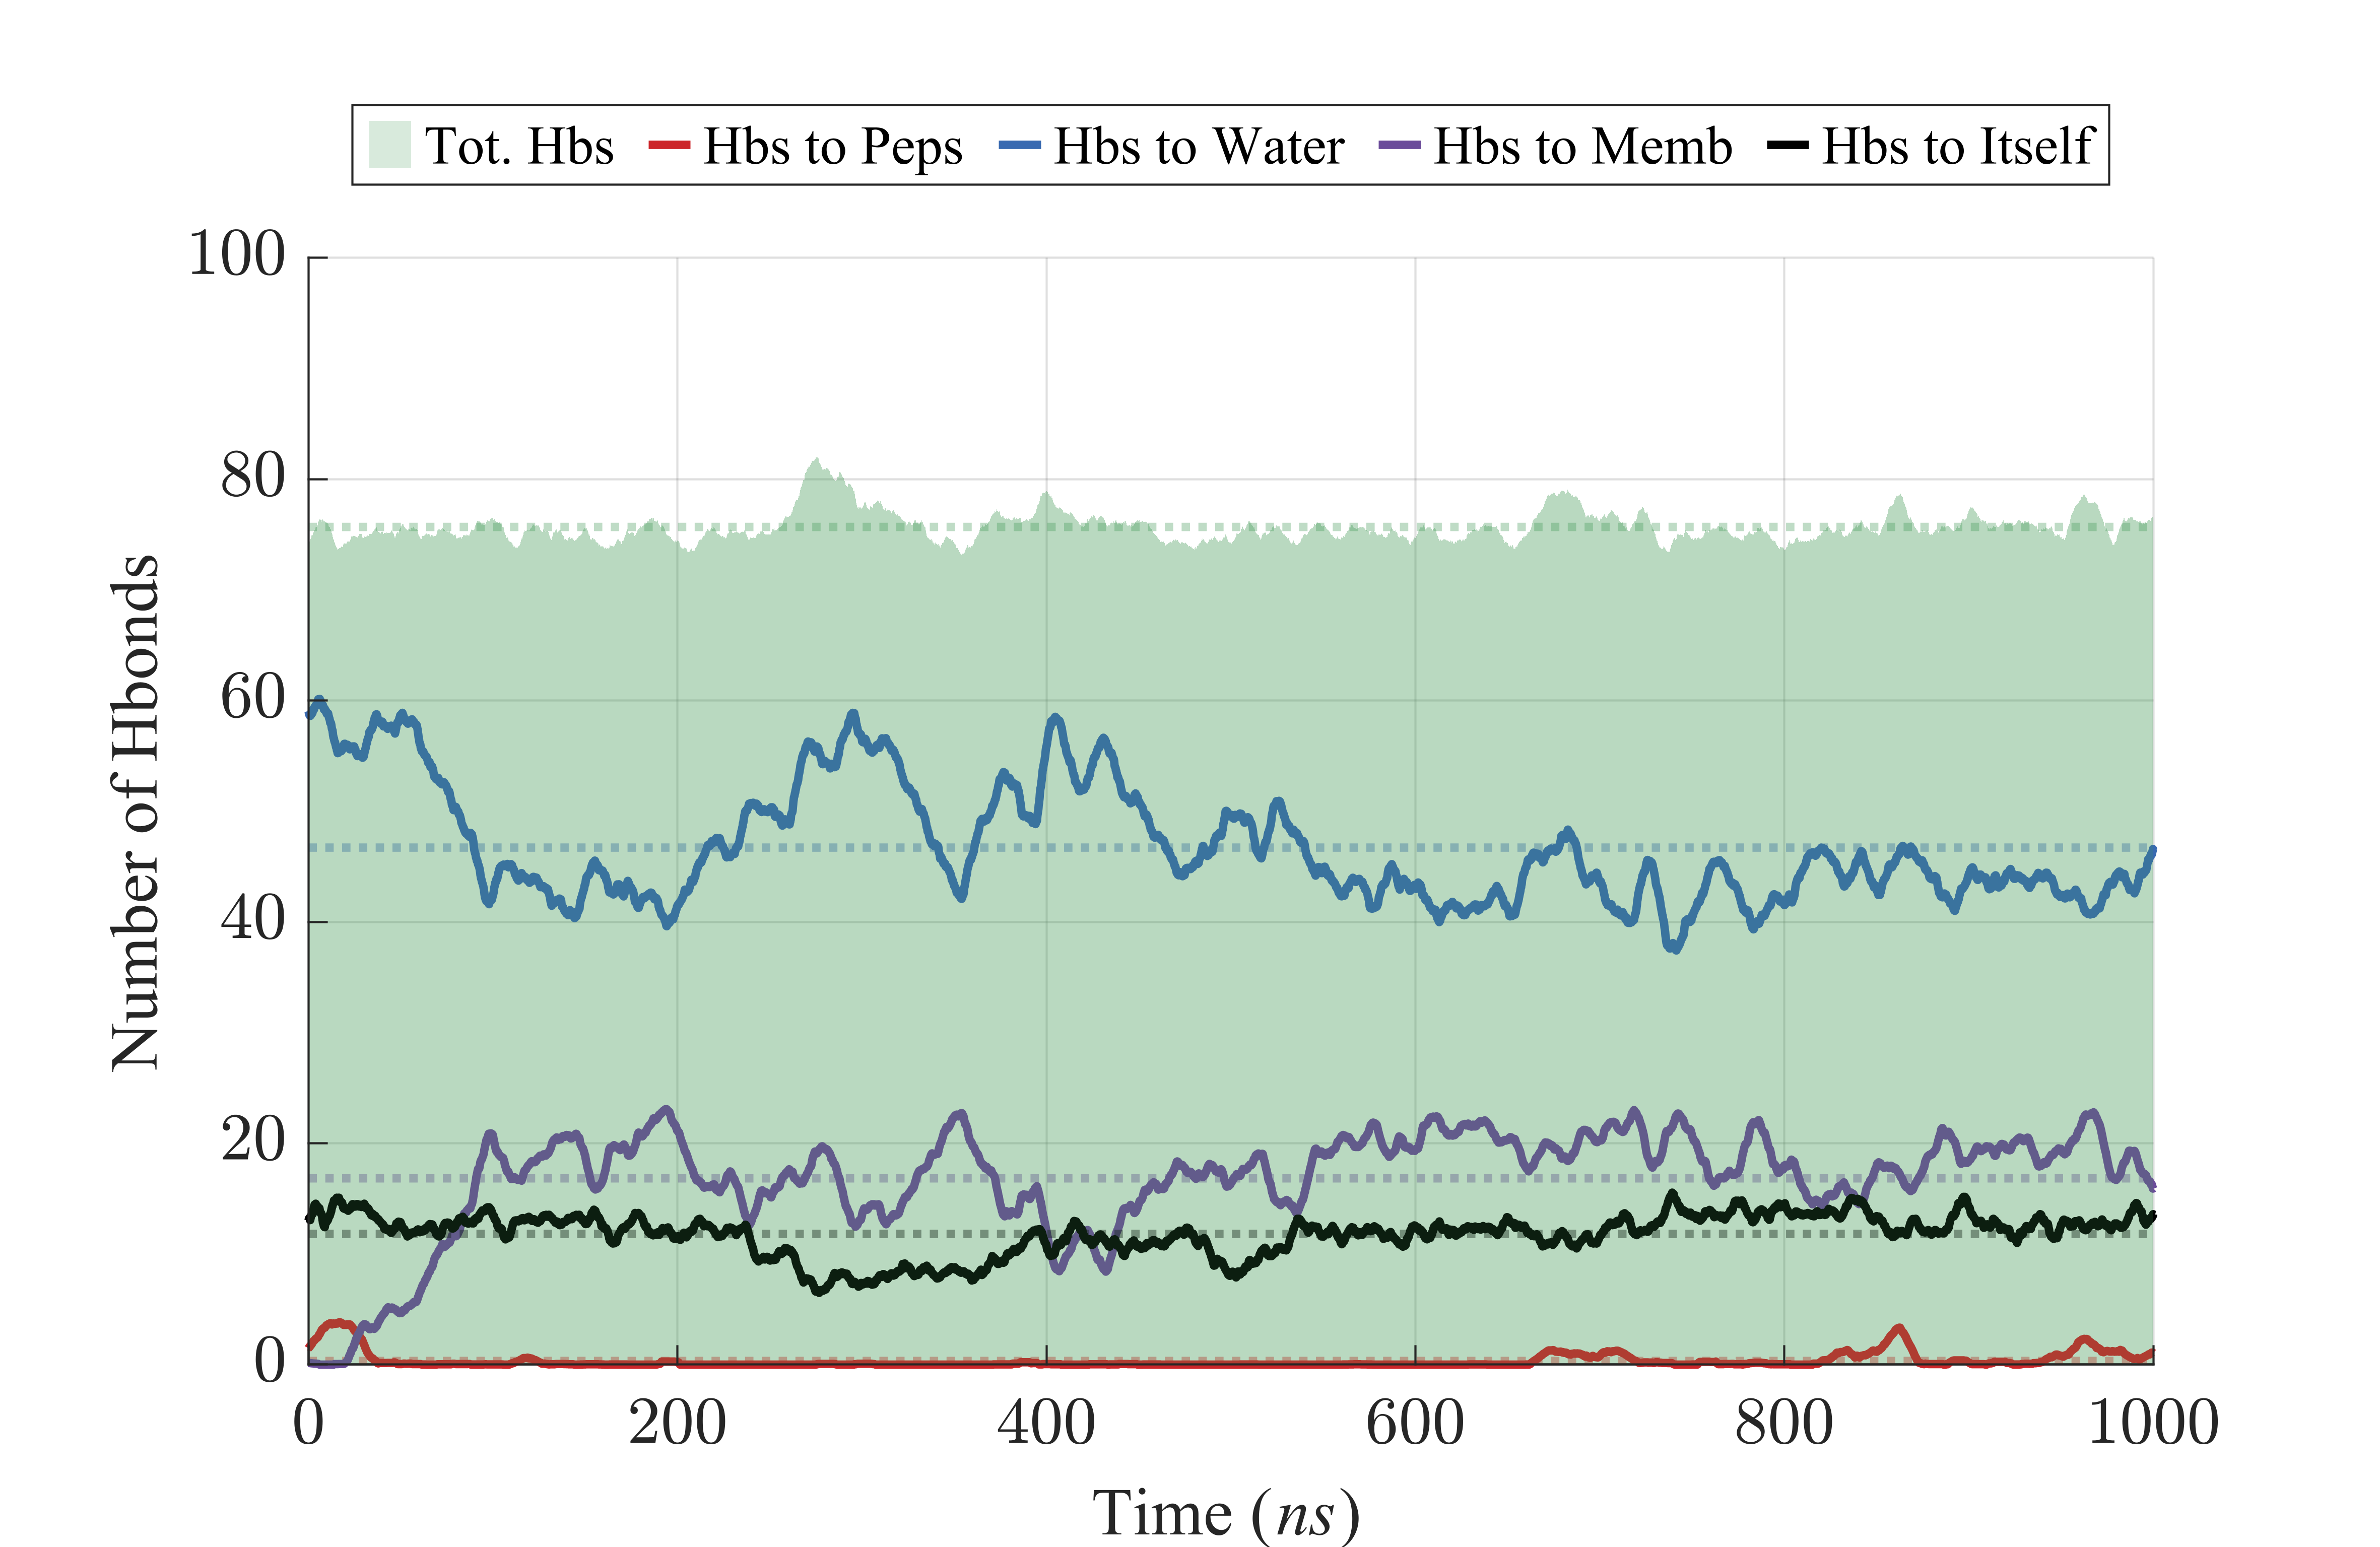 Tot. Hbs Hbs to Peps Hbs to Water Hbs to Memb Hbs to Itself
100
80
60
40
20
0
Number of Hbonds
0 200 400 600 800 1000
Time (ns)